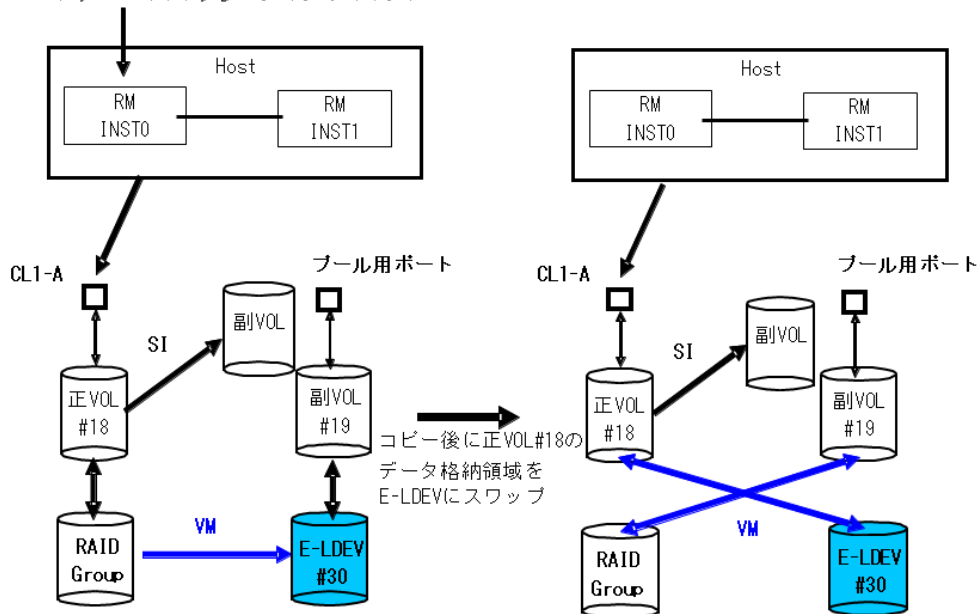 Host
RM
INST0
RM
INST1
CL1-A
プール用ポート
副VOL
SI
正VOL
#18
副VOL
#19
VM
RAID
Group
E-LDEV
#30
コピー後に正VOL#18の
データ格納領域を
E-LDEVにスワップ
Host
RM
INST0
RM
INST1
CL1-A
プール用ポート
副VOL
SI
正VOL
#18
副VOL
#19
VM
RAID
Group
E-LDEV
#30